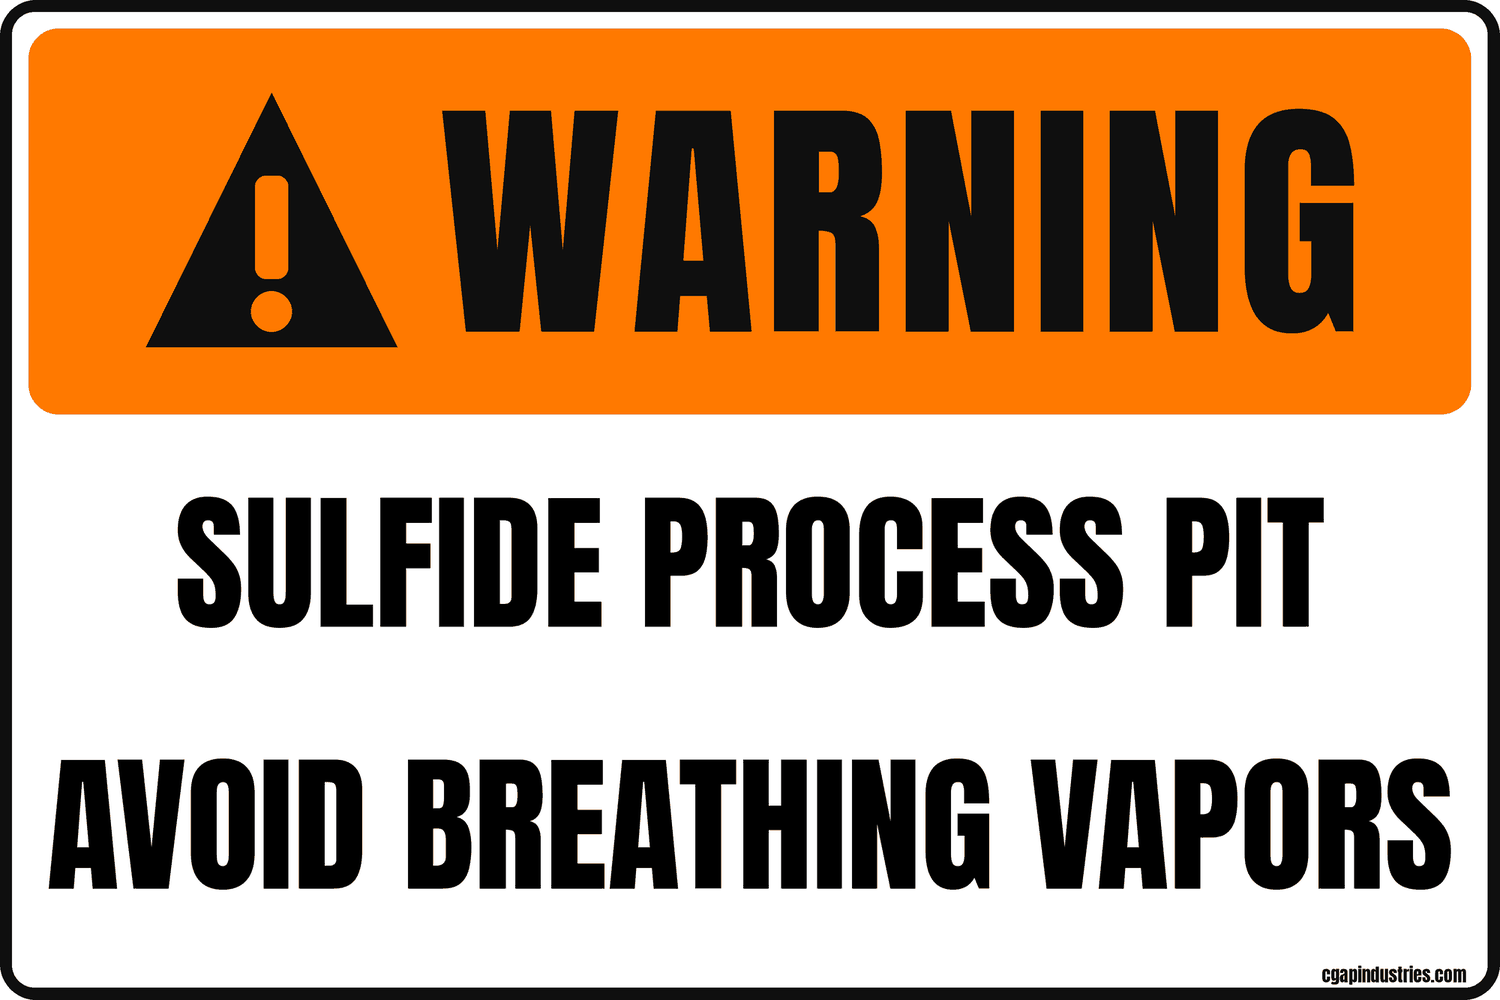 WARNING
SULFIDE PROCESS PIT
AVOID BREATHING VAPORS
cgapindustries.com